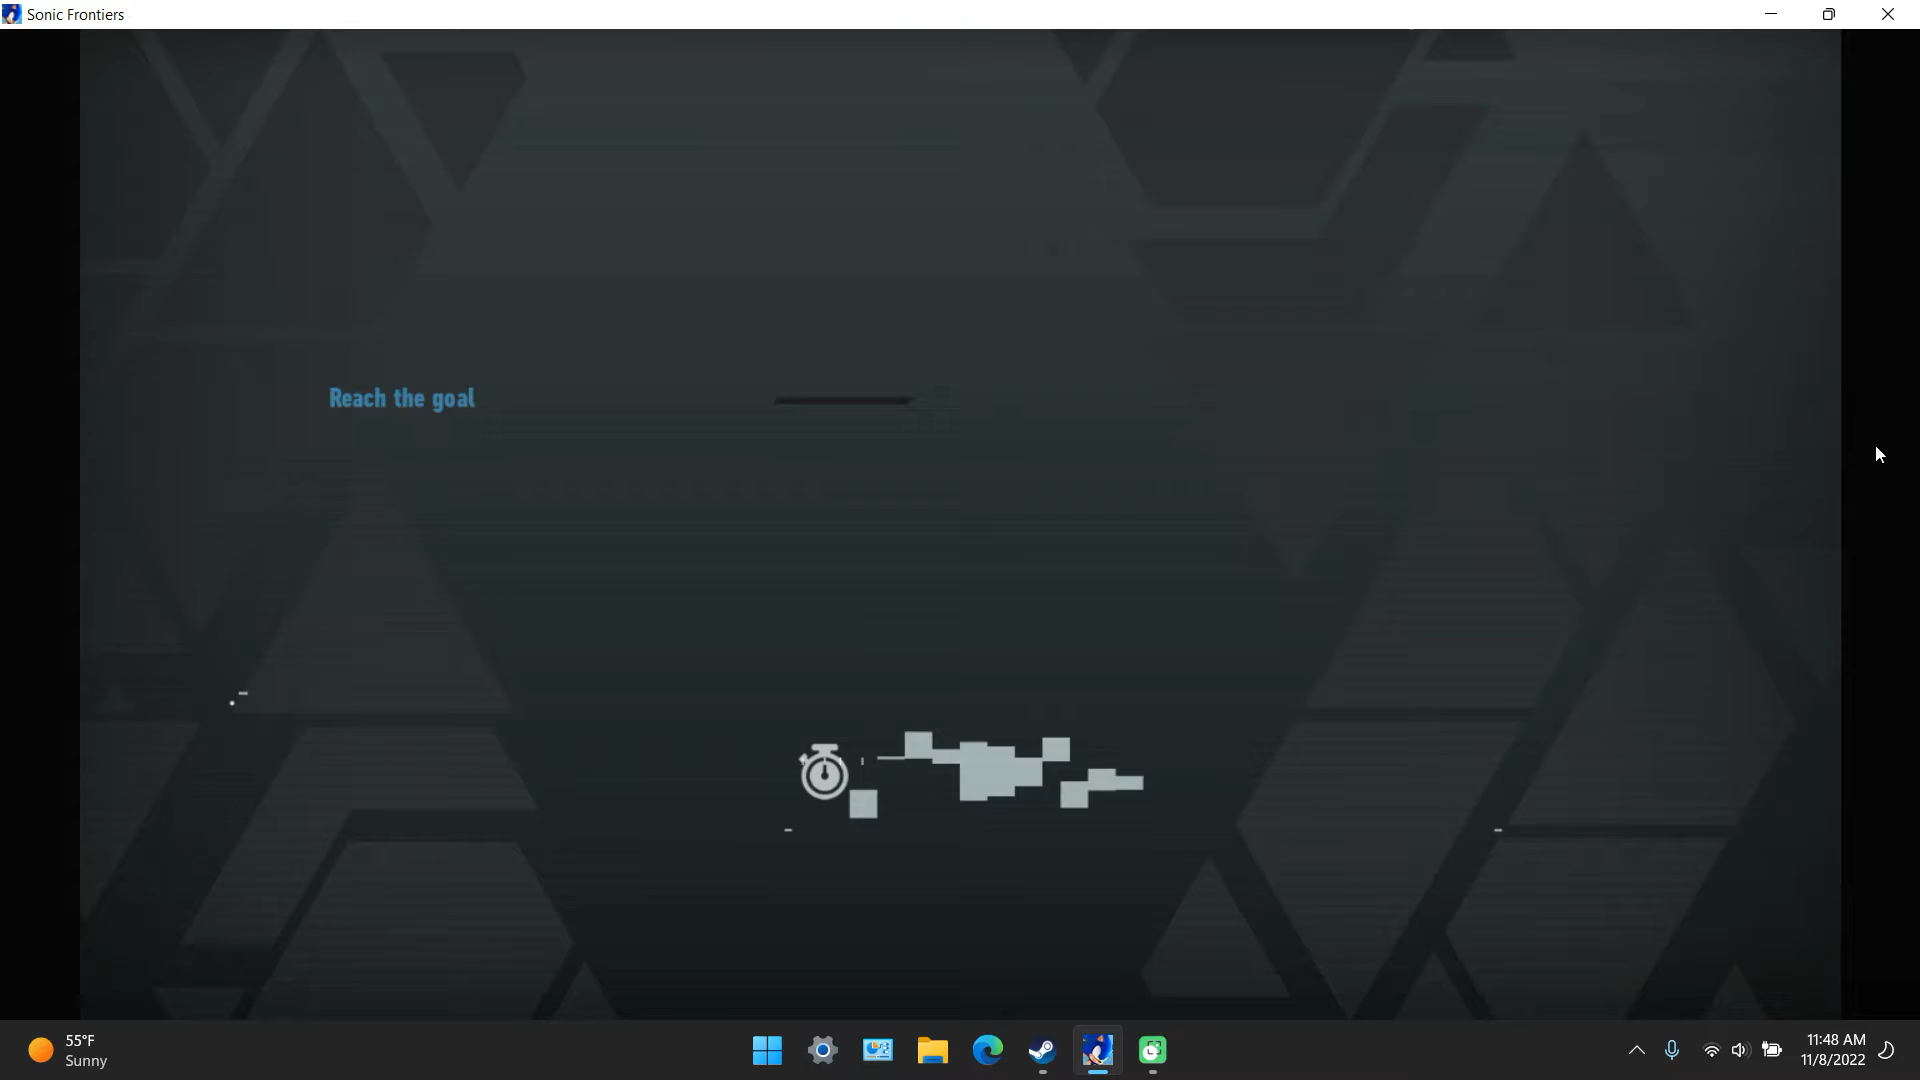 Sonic Frontiers
Reach the goal
55°F
Sunny
11:48 AM
11/8/2022